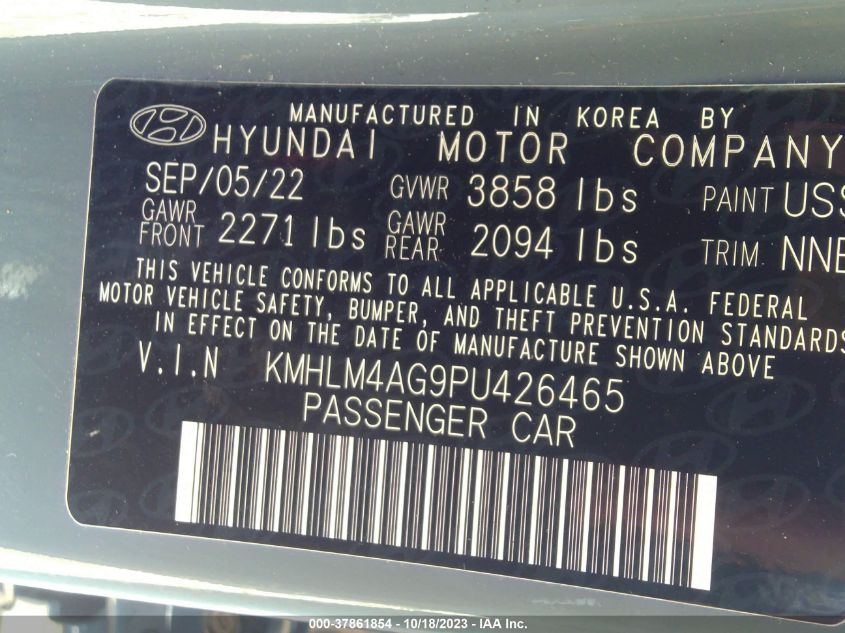 MANUFACTURED IN KOREA BY
HYUNDAI MOTOR COMPANY
SEP/05/22 GVWR 3858 lbs PAINT USS
GAWR FRONT 2271 lbs GAWR REAR 2094 lbs TRIM NNB
THIS VEHICLE CONFORMS TO ALL APPLICABLE U.S.A. FEDERAL
MOTOR VEHICLE SAFETY, BUMPER, AND THEFT PREVENTION STANDARDS
IN EFFECT ON THE DATE OF MANUFACTURE SHOWN ABOVE
V.I.N KMHLM4AG9PU426465
PASSENGER CAR
000-37861854 - 10/18/2023 - IAA Inc.